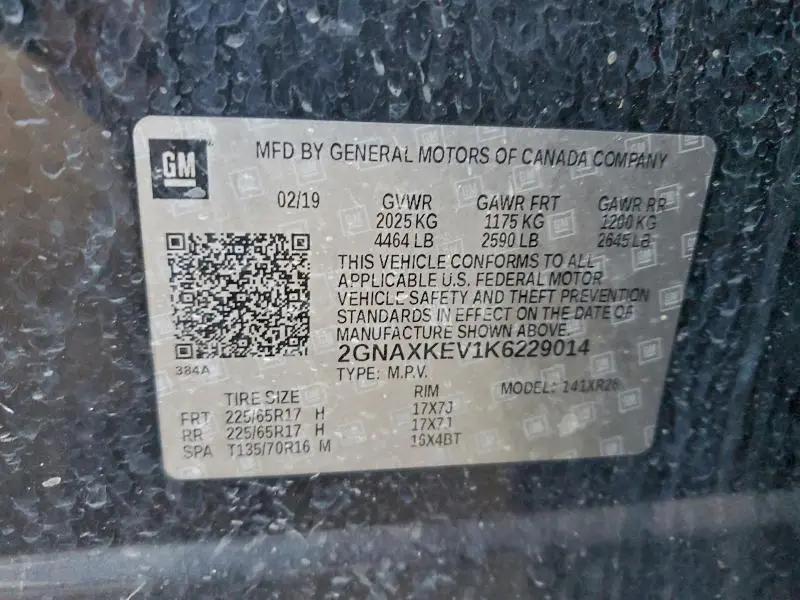 GM
MFD BY GENERAL MOTORS OF CANADA COMPANY
02/19 GVWR GAWR FRT GAWR RR
2025 KG 1175 KG 1200 KG
4464 LB 2590 LB 2645 LB
THIS VEHICLE CONFORMS TO ALL
APPLICABLE U.S. FEDERAL MOTOR
VEHICLE SAFETY AND THEFT PREVENTION
STANDARDS IN EFFECT ON THE DATE OF
MANUFACTURE SHOWN ABOVE.
384A
2GNAXKEV1K6229014
TYPE: M.P.V. MODEL: 141XR26
TIRE SIZE RIM
FRT 225/65R17 H 17X7J
RR 225/65R17 H 17X7J
SPA T135/70R16 M 16X4BT